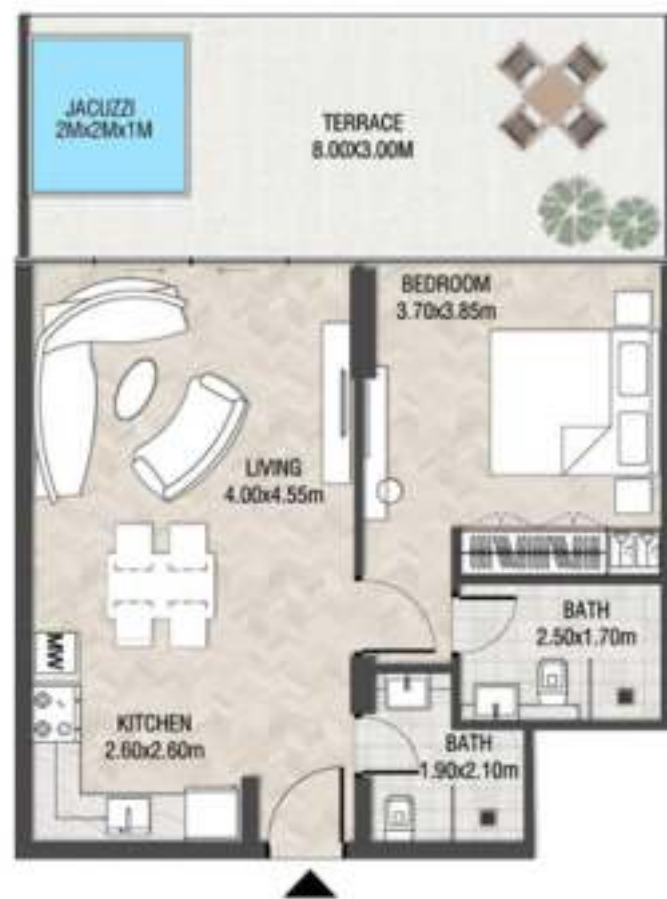 JACUZZI
2Mx2Mx1M
TERRACE
8.00X3.00M
BEDROOM
3.70x3.85m
LIVING
4.00x4.55m
MW
BATH
2.50x1.70m
KITCHEN
2.60x2.60m
BATH
1.90x2.10m